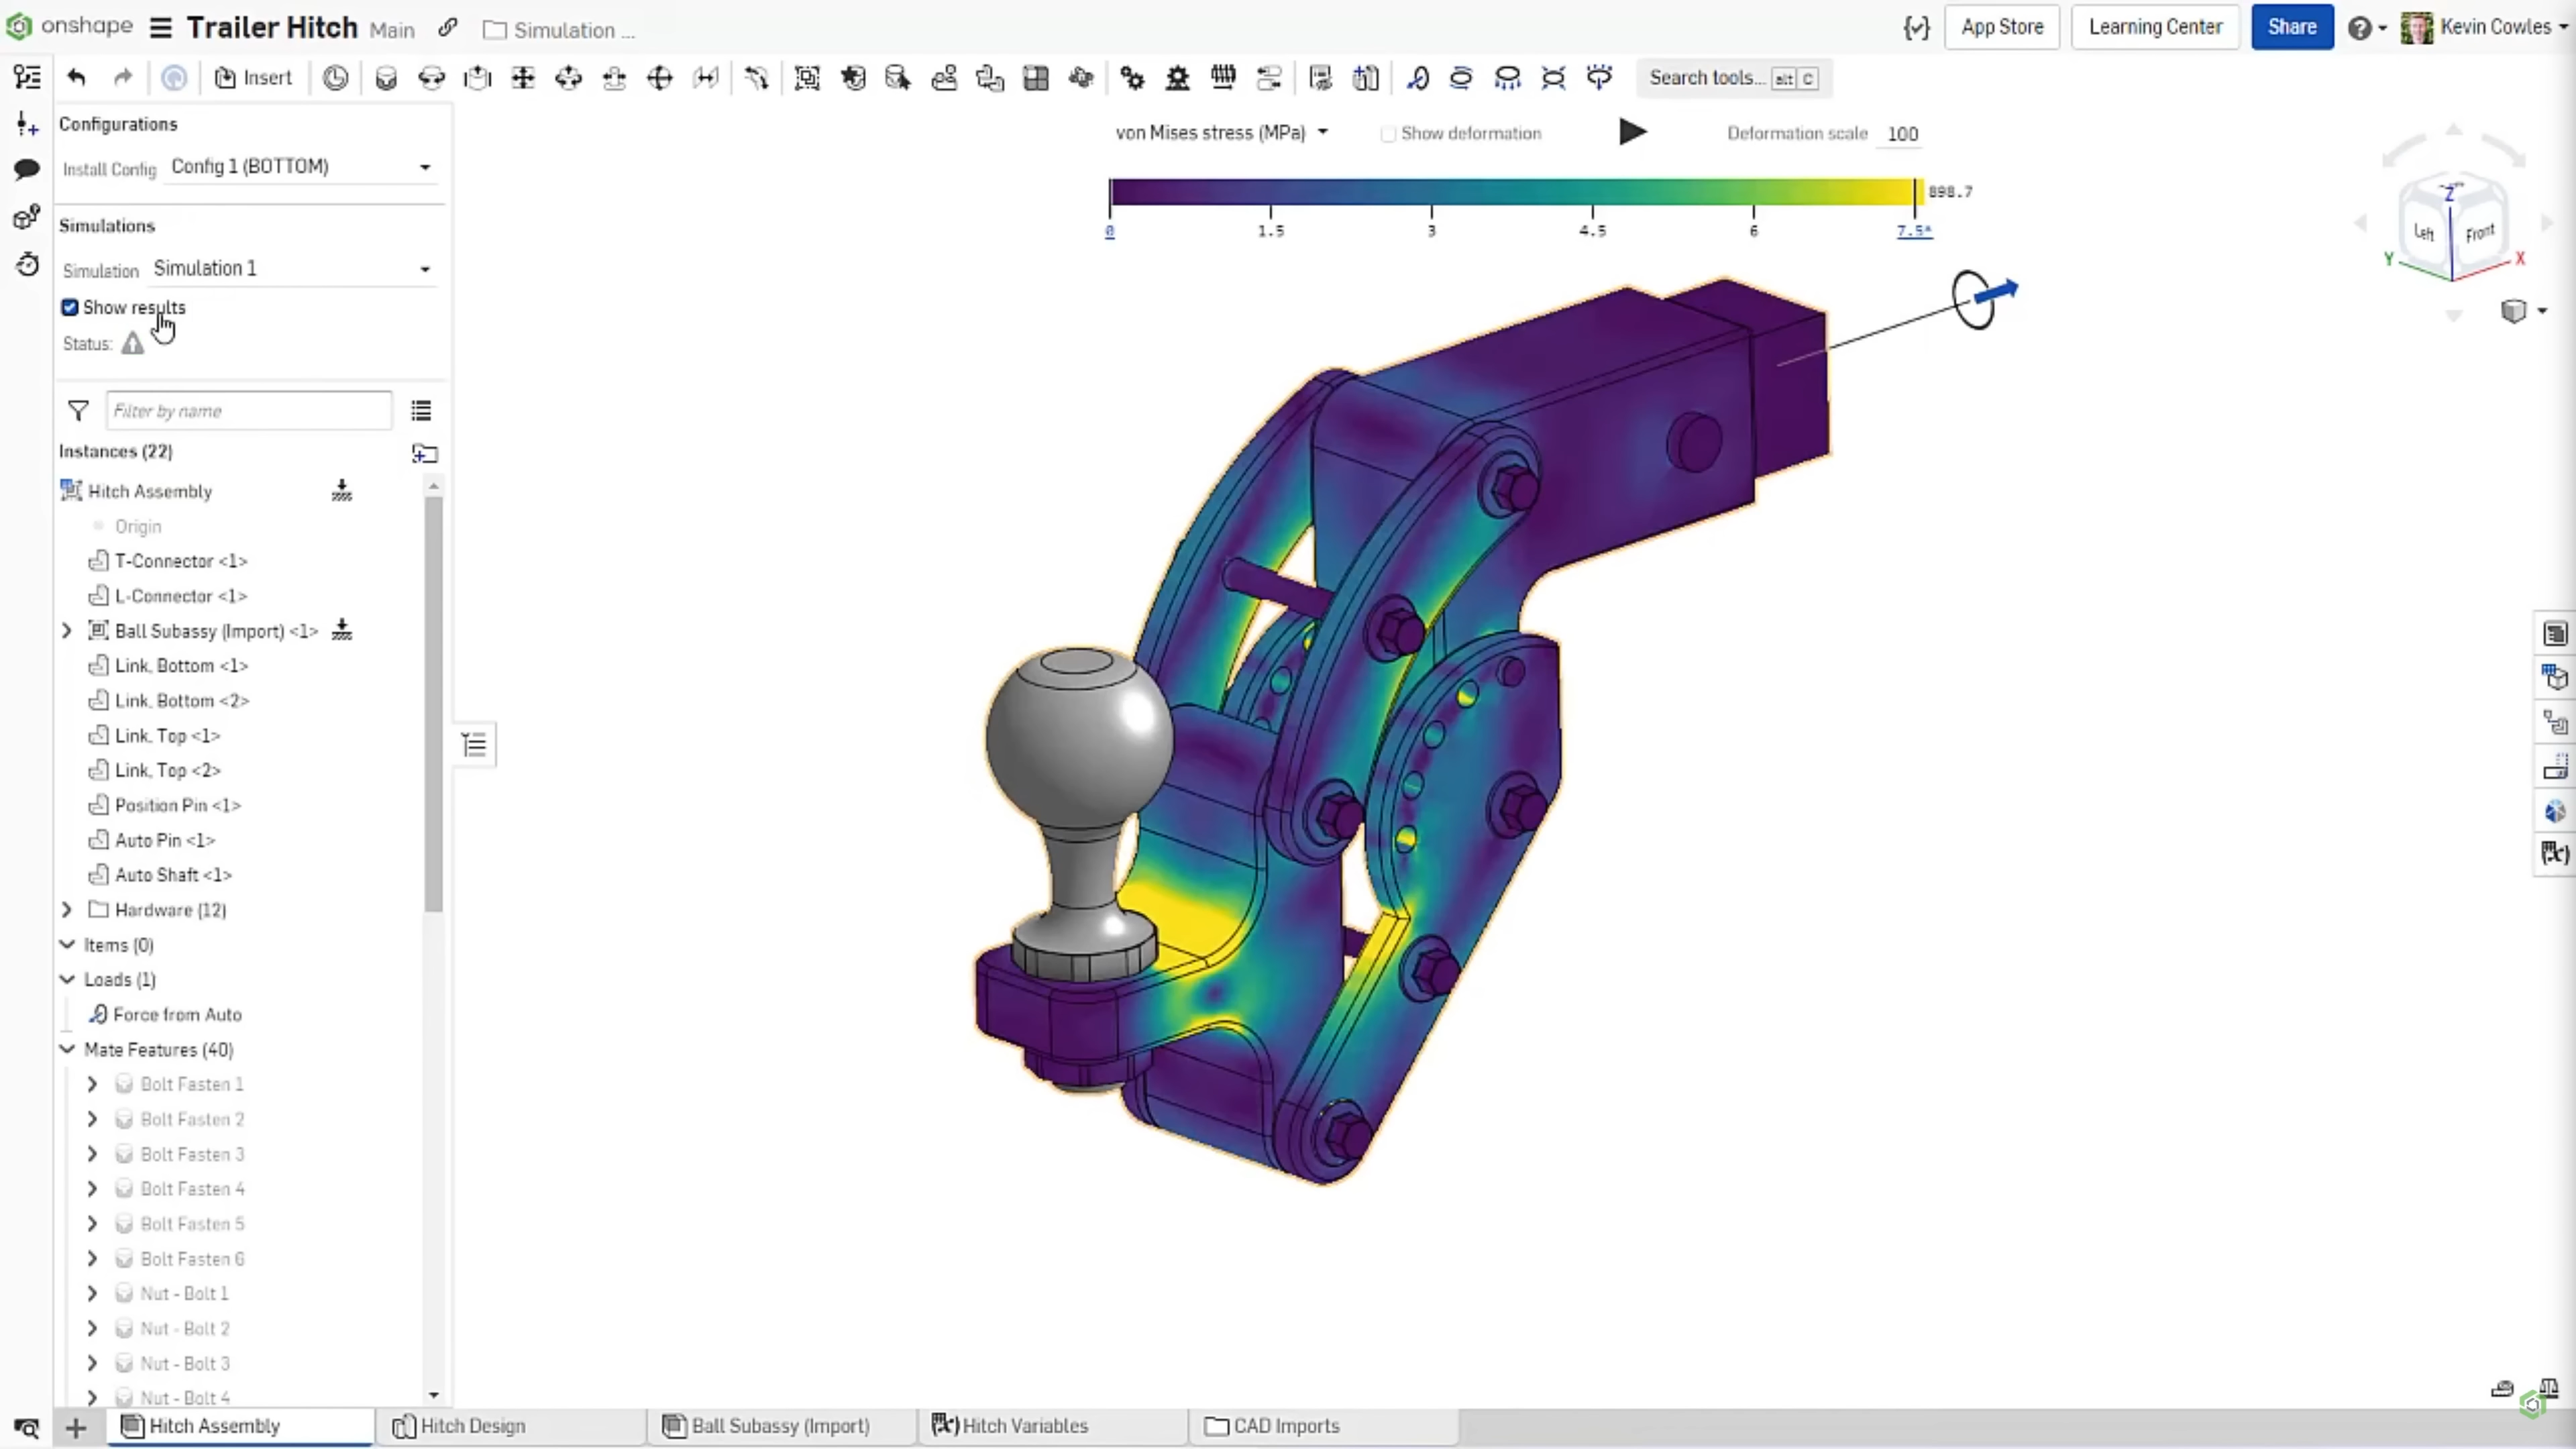 onshape Trailer Hitch Main Simulation ...
App Store Learning Center Share Kevin Cowles
Insert Search tools... alt C
Configurations
Install Config Config 1 (BOTTOM)
Simulations
Simulation Simulation 1
Show results
Status:
Filter by name
Instances (22)
Hitch Assembly
Origin
T-Connector <1>
L-Connector <1>
Ball Subassy (Import) <1>
Link, Bottom <1>
Link, Bottom <2>
Link, Top <1>
Link, Top <2>
Position Pin <1>
Auto Pin <1>
Auto Shaft <1>
Hardware (12)
Items (0)
Loads (1)
Force from Auto
Mate Features (40)
Bolt Fasten 1
Bolt Fasten 2
Bolt Fasten 3
Bolt Fasten 4
Bolt Fasten 5
Bolt Fasten 6
Nut - Bolt 1
Nut - Bolt 2
Nut - Bolt 3
Nut - Bolt 4
von Mises stress (MPa) Show deformation Deformation scale 100
898.7
0 1.5 3 4.5 6 7.5*
Z
Left Front
Y X
Hitch Assembly Hitch Design Ball Subassy (Import) Hitch Variables CAD Imports